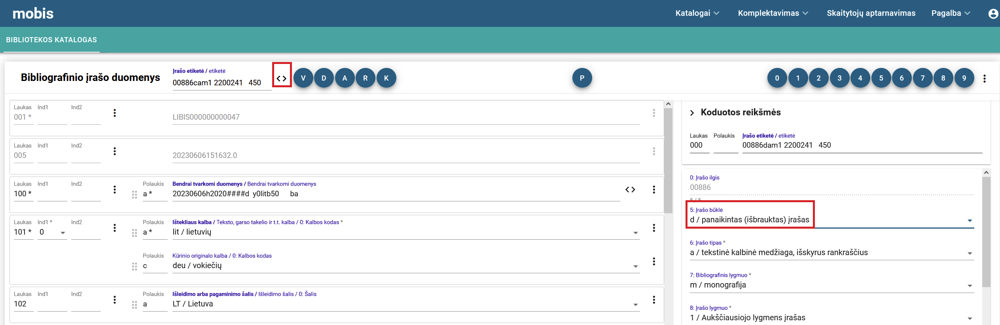 mobis
Katalogai Komplektavimas Skaitytojų aptarnavimas Pagalba
BIBLIOTEKOS KATALOGAS
Bibliografinio įrašo duomenys
Įrašo etiketė / etiketė
00886cam1 2200241   450
<> V D A R K P 0 1 2 3 4 5 6 7 8 9
Laukas Ind1 Ind2
001 * LIBIS000000000047
Laukas Ind1 Ind2
005 20230606151632.0
Laukas Ind1 Ind2 Polaukis Bendrai tvarkomi duomenys / Bendrai tvarkomi duomenys
100 * a * 20230606h2020####d  y0litb50      ba <>
Laukas Ind1 * Ind2 Polaukis Ištekliaus kalba / Teksto, garso takelio ir t.t. kalba / 0: Kalbos kodas *
101 * 0 a * lit / lietuvių
Polaukis Kūrinio originalo kalba / 0: Kalbos kodas
c deu / vokiečių
Laukas Ind1 Ind2 Polaukis Išleidimo arba pagaminimo šalis / Išleidimo šalis / 0: Šalis
102 a LT / Lietuva
Koduotos reikšmės
Laukas Polaukis Įrašo etiketė / etiketė
000 00886dam1 2200241   450
0: Įrašo ilgis
00886
5 / 5
5: Įrašo būklė
d / panaikintas (išbrauktas) įrašas
6: Įrašo tipas *
a / tekstinė kalbinė medžiaga, išskyrus rankraščius
7: Bibliografinis lygmuo *
m / monografija
8: Įrašo lygmuo *
1 / Aukščiausiojo lygmens įrašas